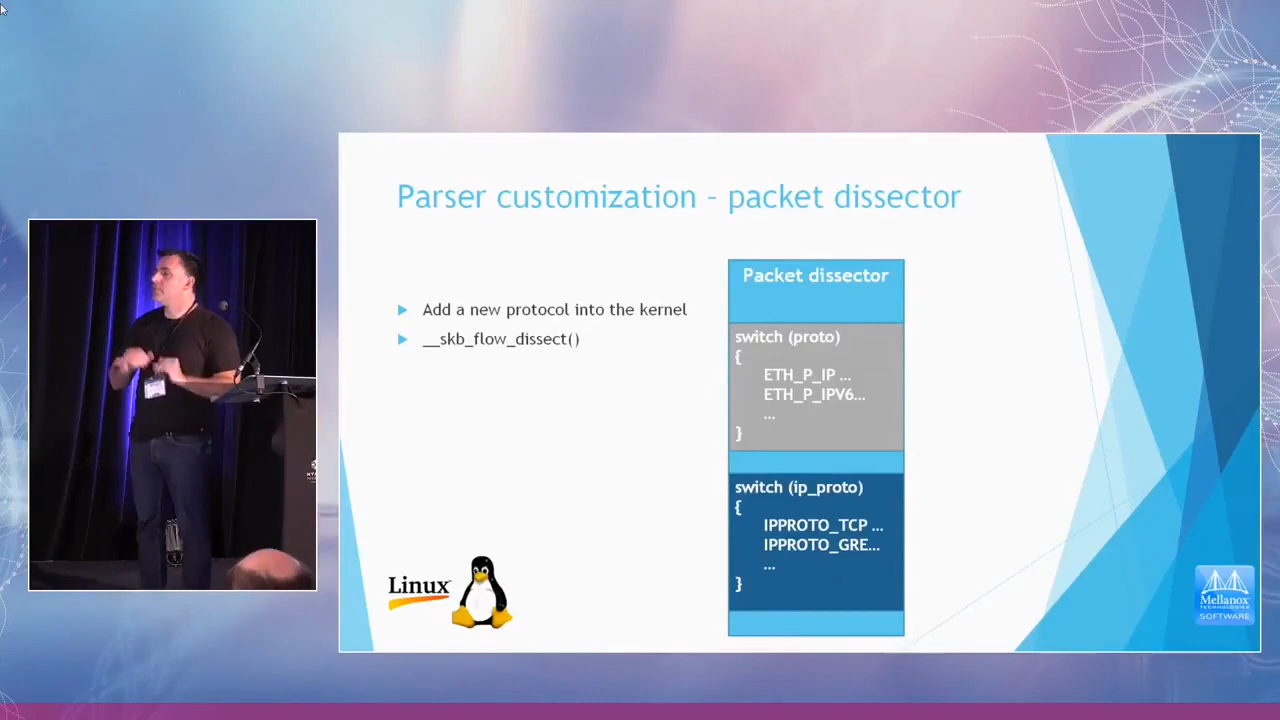 Parser customization – packet dissector
Add a new protocol into the kernel
__skb_flow_dissect()
Packet dissector
switch (proto)
{
ETH_P_IP ...
ETH_P_IPV6...
...
}
switch (ip_proto)
{
IPPROTO_TCP ...
IPPROTO_GRE...
...
}
Linux
Mellanox
TECHNOLOGIES
SOFTWARE